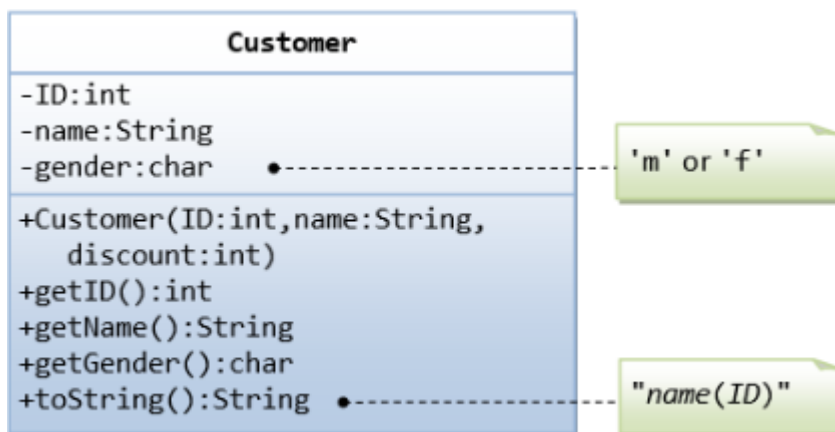 Customer
-ID:int
-name:String
-gender:char
'm' or 'f'
+Customer(ID:int,name:String,
discount:int)
+getID():int
+getName():String
+getGender():char
+toString():String
"name(ID)"